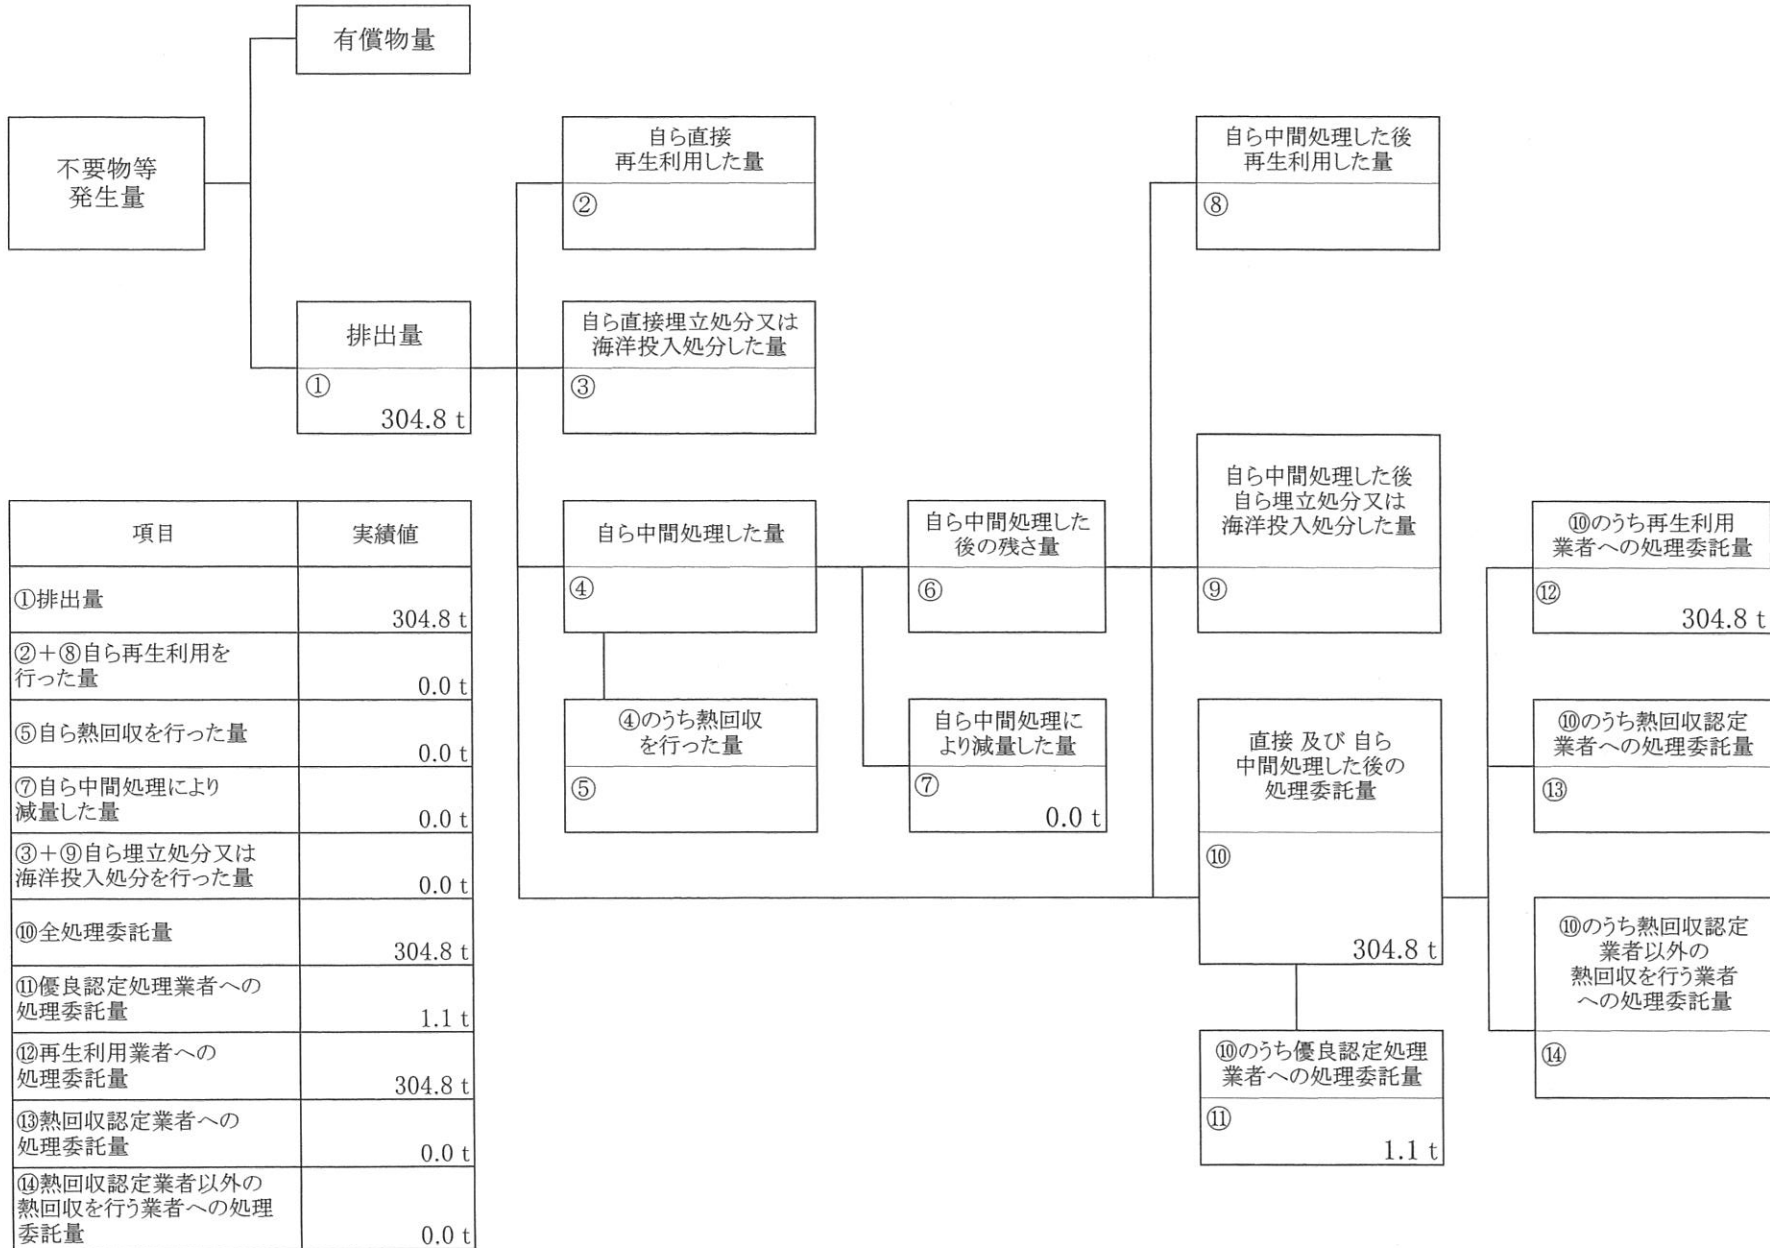 有償物量
不要物等
発生量
自ら直接
再生利用した量
②
自ら中間処理した後
再生利用した量
⑧
排出量
①
304.8 t
自ら直接埋立処分又は
海洋投入処分した量
③
自ら中間処理した量
④
自ら中間処理した
後の残さ量
⑥
自ら中間処理した後
自ら埋立処分又は
海洋投入処分した量
⑨
⑩のうち再生利用
業者への処理委託量
⑫
304.8 t
④のうち熱回収
を行った量
⑤
自ら中間処理に
より減量した量
⑦
0.0 t
直接 及び 自ら
中間処理した後の
処理委託量
⑩
304.8 t
⑩のうち熱回収認定
業者への処理委託量
⑬
⑩のうち熱回収認定
業者以外の
熱回収を行う業者
への処理委託量
⑭
⑩のうち優良認定処理
業者への処理委託量
⑪
1.1 t
項目 実績値
①排出量
304.8 t
②+⑧自ら再生利用を
行った量
0.0 t
⑤自ら熱回収を行った量
0.0 t
⑦自ら中間処理により
減量した量
0.0 t
③+⑨自ら埋立処分又は
海洋投入処分を行った量
0.0 t
⑩全処理委託量
304.8 t
⑪優良認定処理業者への
処理委託量
1.1 t
⑫再生利用業者への
処理委託量
304.8 t
⑬熱回収認定業者への
処理委託量
0.0 t
⑭熱回収認定業者以外の
熱回収を行う業者への処理
委託量
0.0 t